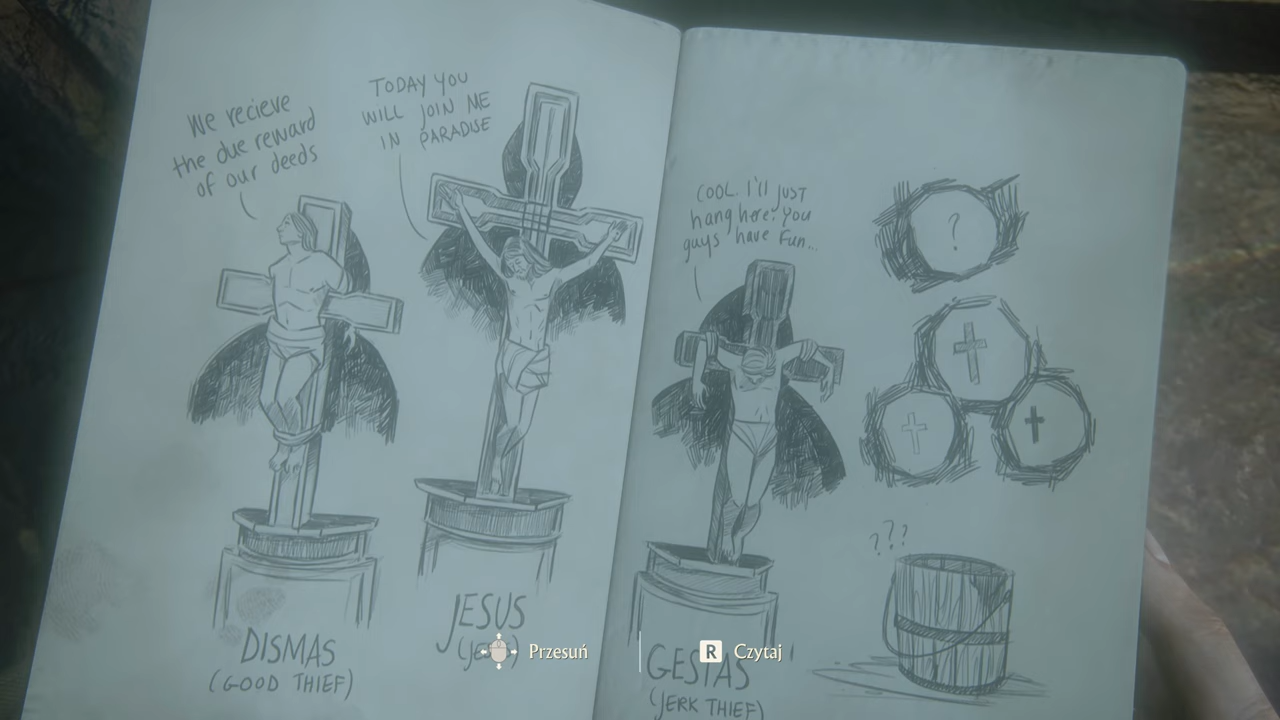 We recieve
the due reward
of our deeds
TODAY YOU
WILL JOIN ME
IN PARADISE
COOL. I'll JUST
hang here. You
guys have fun...
?
???
DISMAS
(GOOD THIEF)
JESUS
GESTAS
(JERK THIEF)
Przesuń
R Czytaj